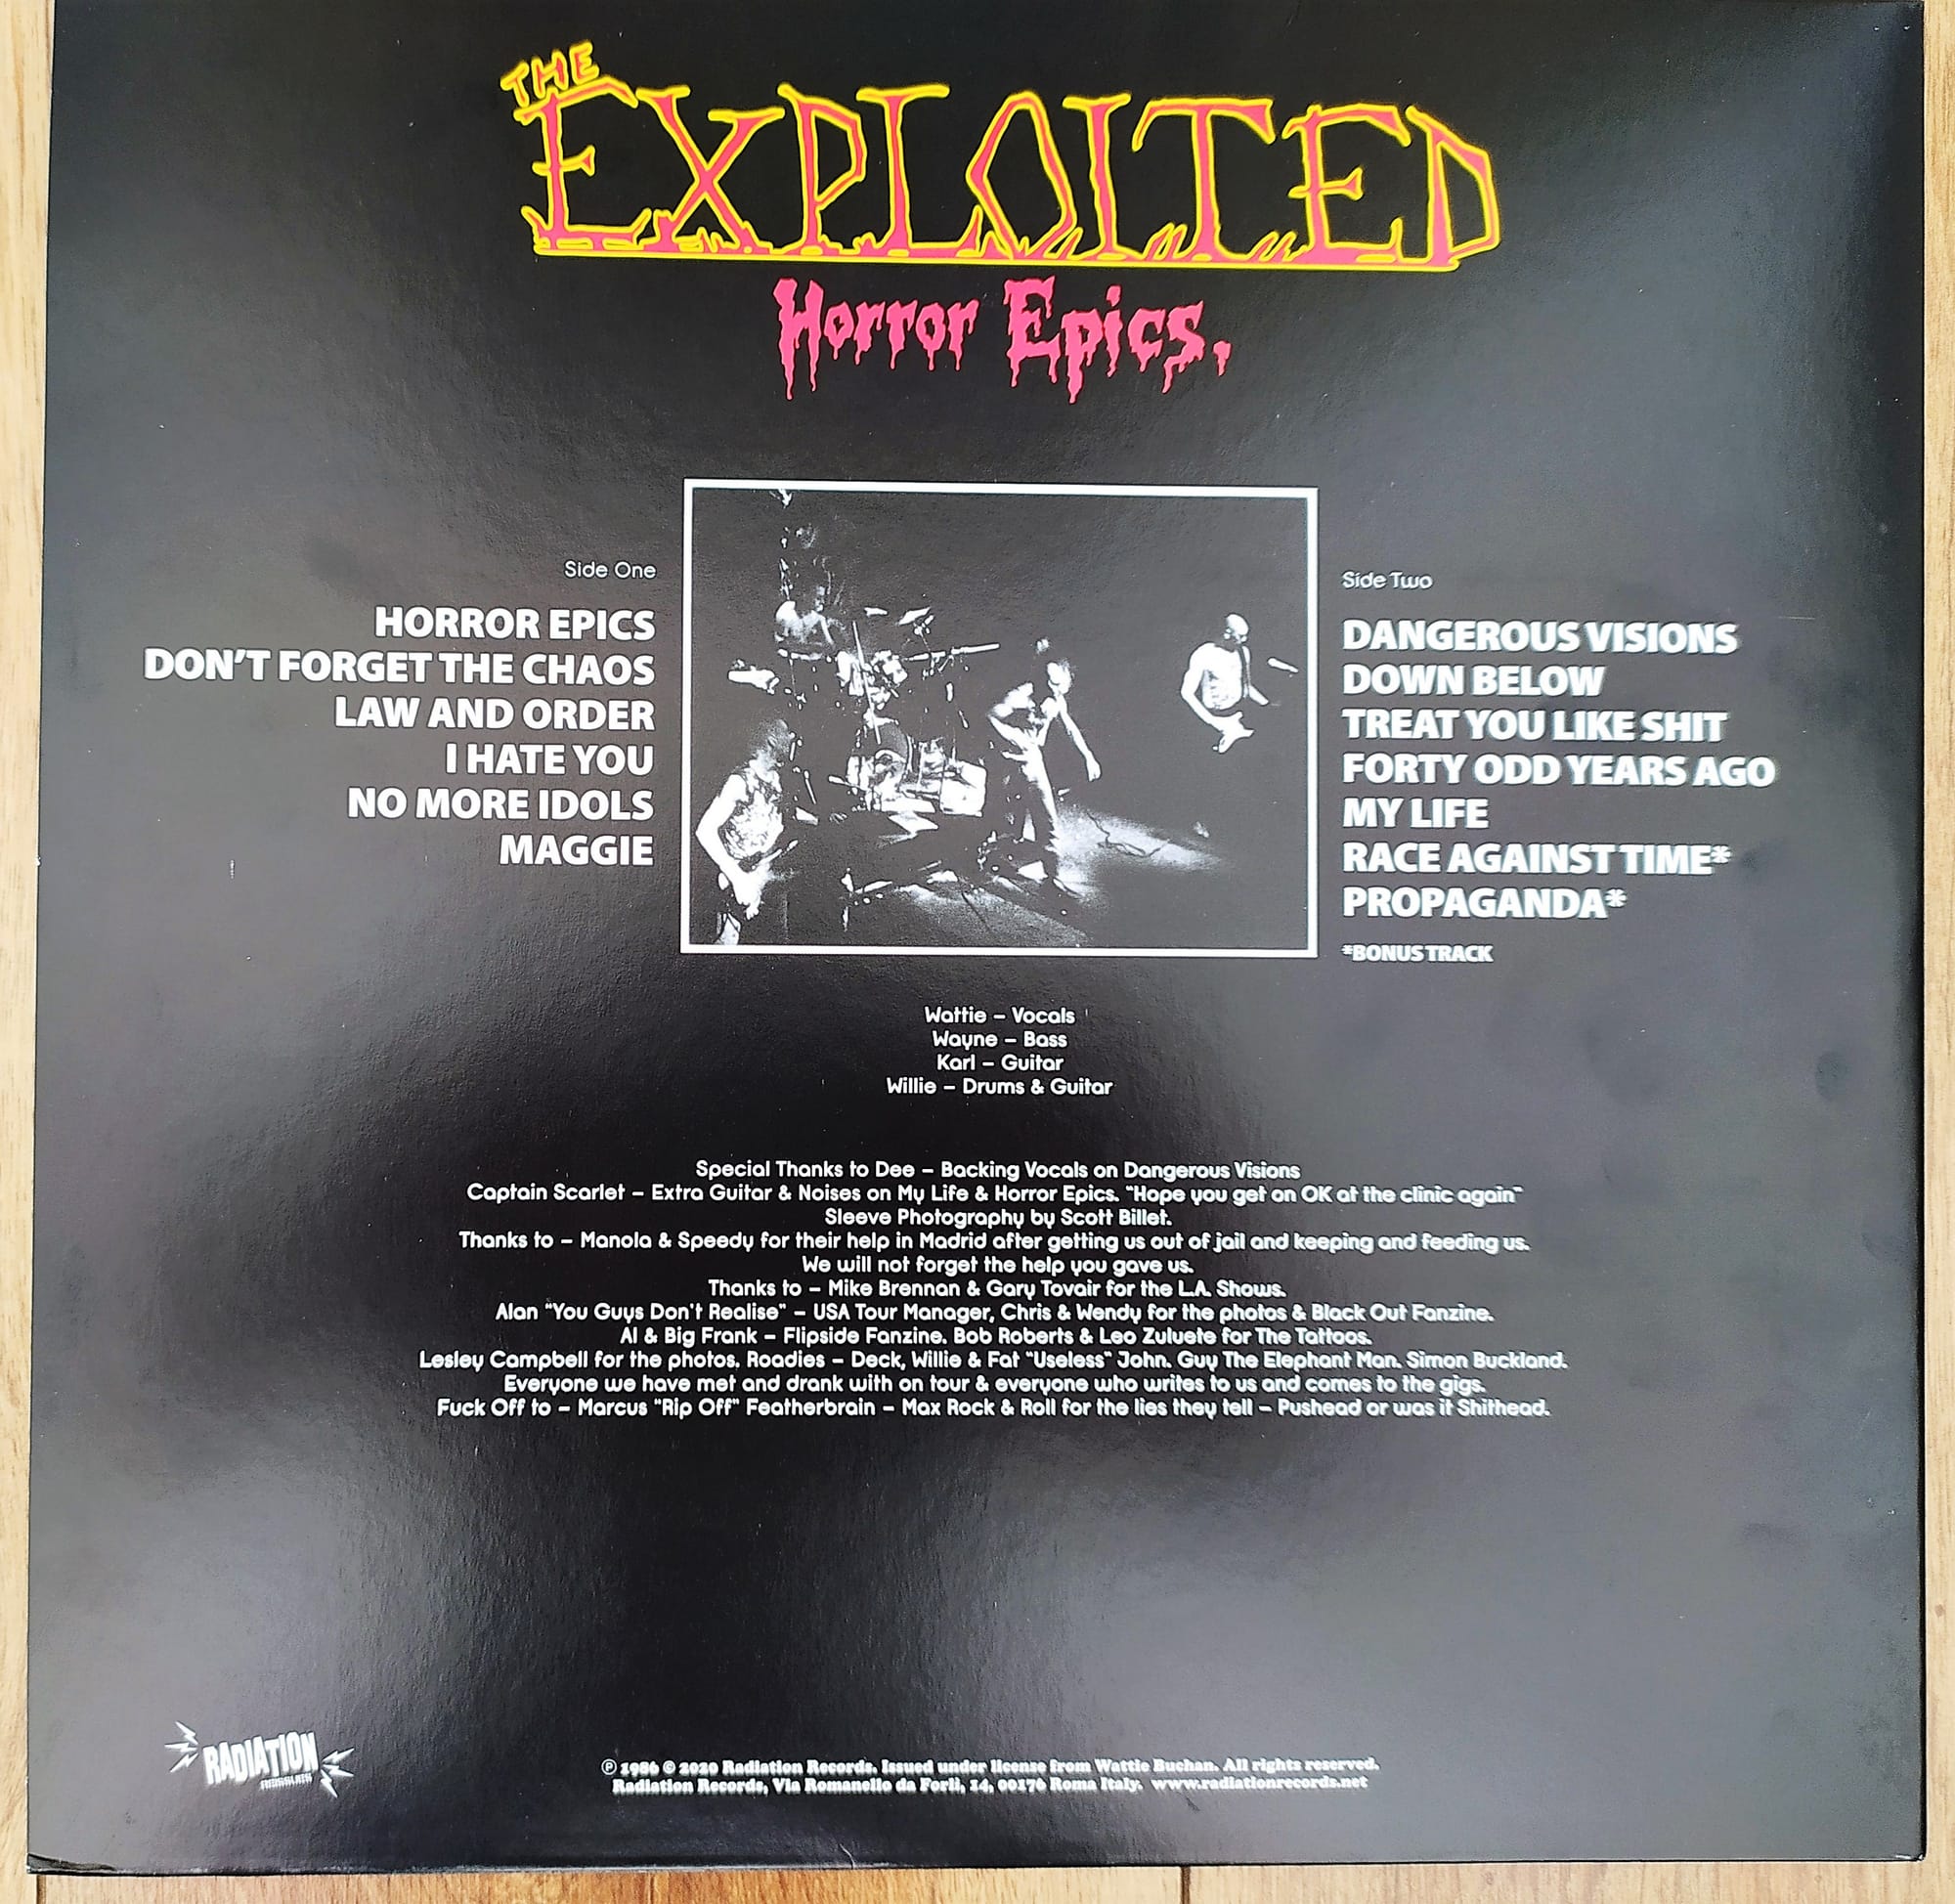 THE
EXPLOITED
Horror Epics.
Side One
HORROR EPICS
DON'T FORGET THE CHAOS
LAW AND ORDER
I HATE YOU
NO MORE IDOLS
MAGGIE
Side Two
DANGEROUS VISIONS
DOWN BELOW
TREAT YOU LIKE SHIT
FORTY ODD YEARS AGO
MY LIFE
RACE AGAINST TIME*
PROPAGANDA*
*BONUS TRACK
Wattie – Vocals
Wayne – Bass
Karl – Guitar
Willie – Drums & Guitar
Special Thanks to Dee – Backing Vocals on Dangerous Visions
Captain Scarlet – Extra Guitar & Noises on My Life & Horror Epics. "Hope you get on OK at the clinic again"
Sleeve Photography by Scott Billet.
Thanks to – Manola & Speedy for their help in Madrid after getting us out of jail and keeping and feeding us.
We will not forget the help you gave us.
Thanks to – Mike Brennan & Gary Tovair for the L.A. Shows.
Alan "You Guys Don't Realise" – USA Tour Manager, Chris & Wendy for the photos & Black Out Fanzine.
Al & Big Frank – Flipside Fanzine. Bob Roberts & Leo Zuluete for The Tattoos.
Lesley Campbell for the photos. Roadies – Deck, Willie & Fat "Useless" John. Guy The Elephant Man. Simon Buckland.
Everyone we have met and drank with on tour & everyone who writes to us and comes to the gigs.
Fuck Off to – Marcus "Rip Off" Featherbrain – Max Rock & Roll for the lies they tell – Pushead or was it Shithead.
RADIATION
℗ 1986 © 2020 Radiation Records. Issued under license from Wattie Buchan. All rights reserved.
Radiation Records, Via Romanello da Forlì, 14, 00176 Roma Italy. www.radiationrecords.net